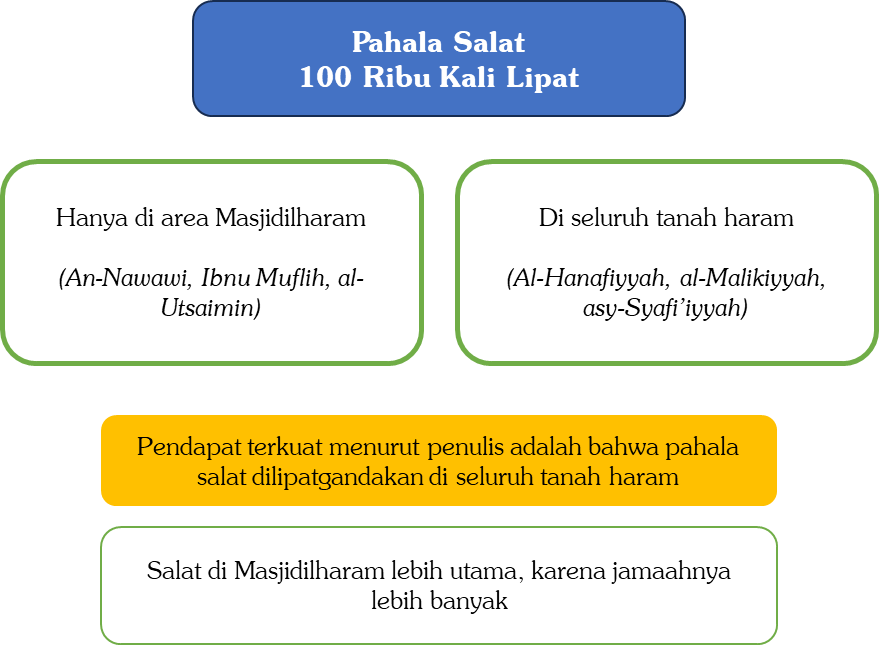 Pahala Salat
100 Ribu Kali Lipat
Hanya di area Masjidilharam
(An-Nawawi, Ibnu Muflih, al-
Utsaimin)
Di seluruh tanah haram
(Al-Hanafiyyah, al-Malikiyyah,
asy-Syafi’iyyah)
Pendapat terkuat menurut penulis adalah bahwa pahala
salat dilipatgandakan di seluruh tanah haram
Salat di Masjidilharam lebih utama, karena jamaahnya
lebih banyak